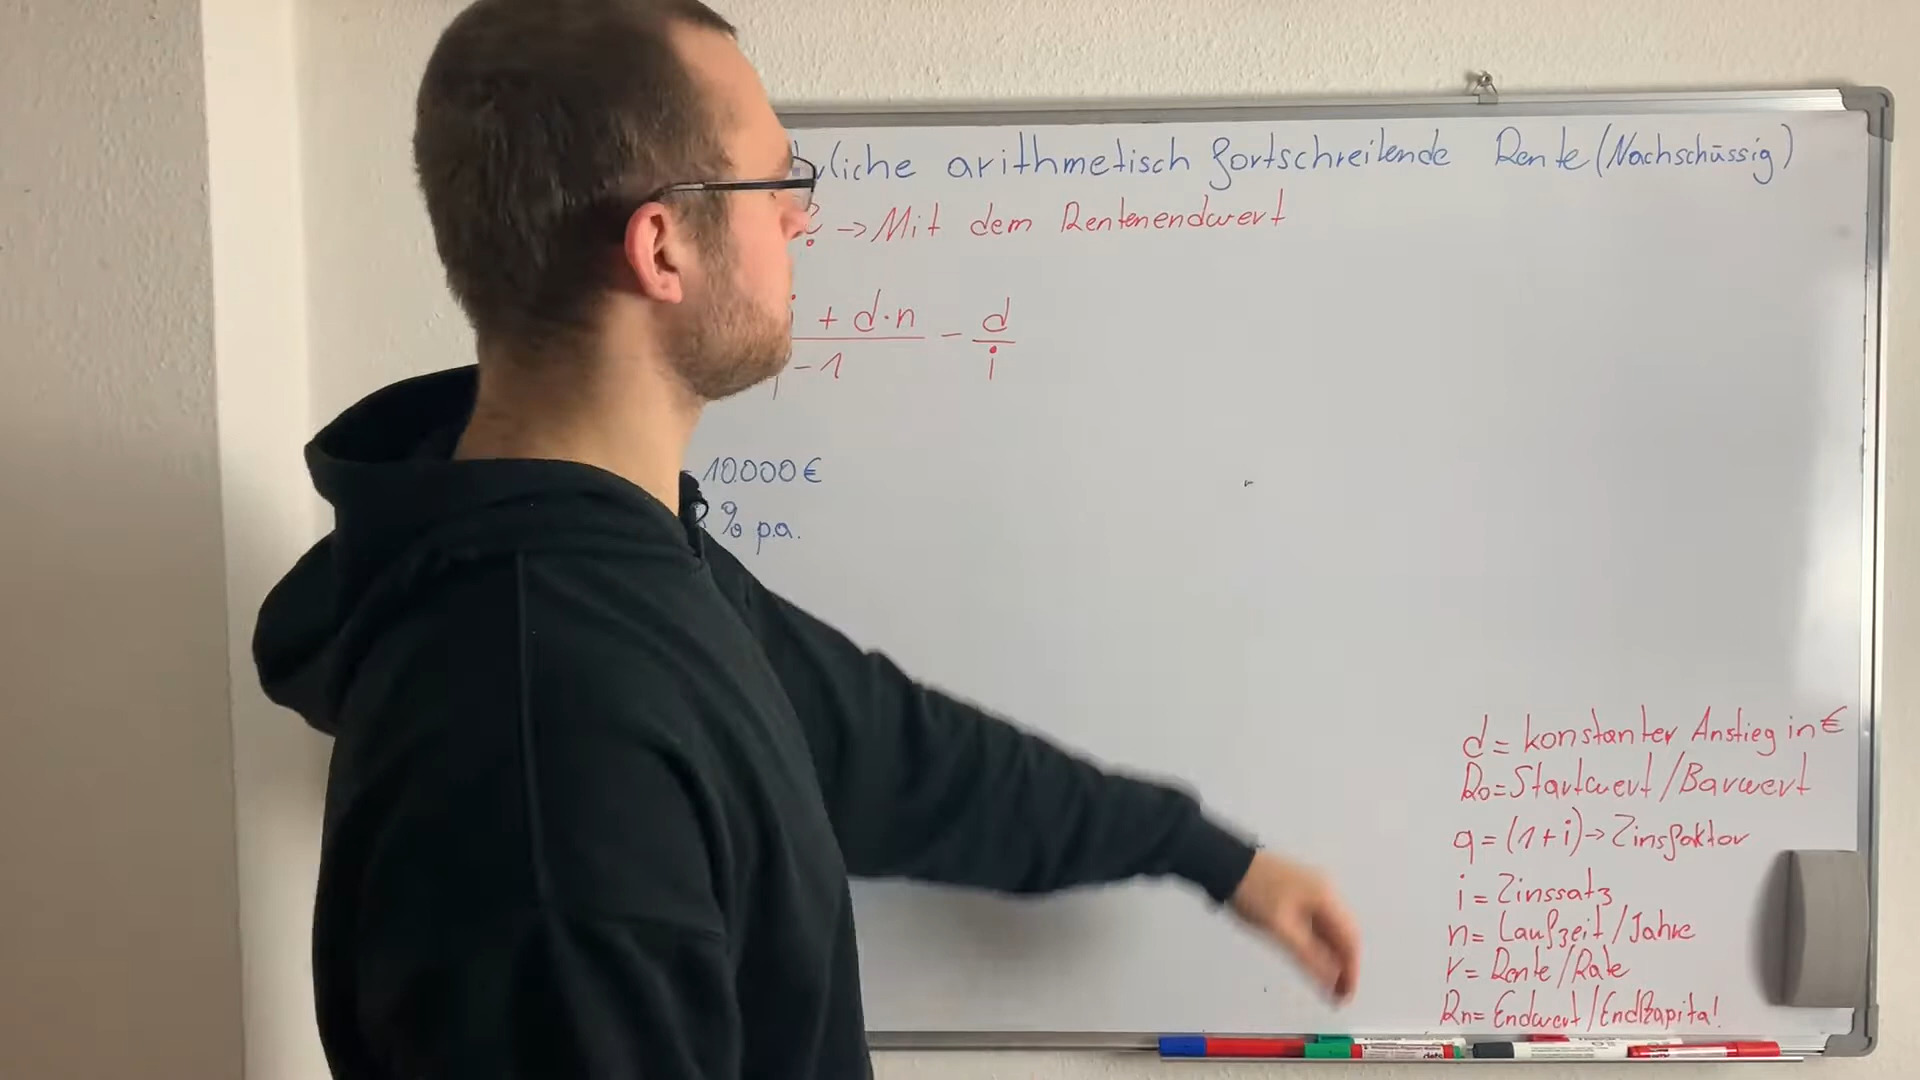 arithmetisch fortschreitende Rente (Nachschüssig)
? → Mit dem Rentenendwert
i + d·n
- d
i
- 1
10.000€
% p.a.
d = konstanter Anstieg in €
R₀ = Startwert / Barwert
q = (1 + i) → Zinsfaktor
i = Zinssatz
n = Laufzeit / Jahre
r = Rente / Rate
Rn = Endwert / Endkapital